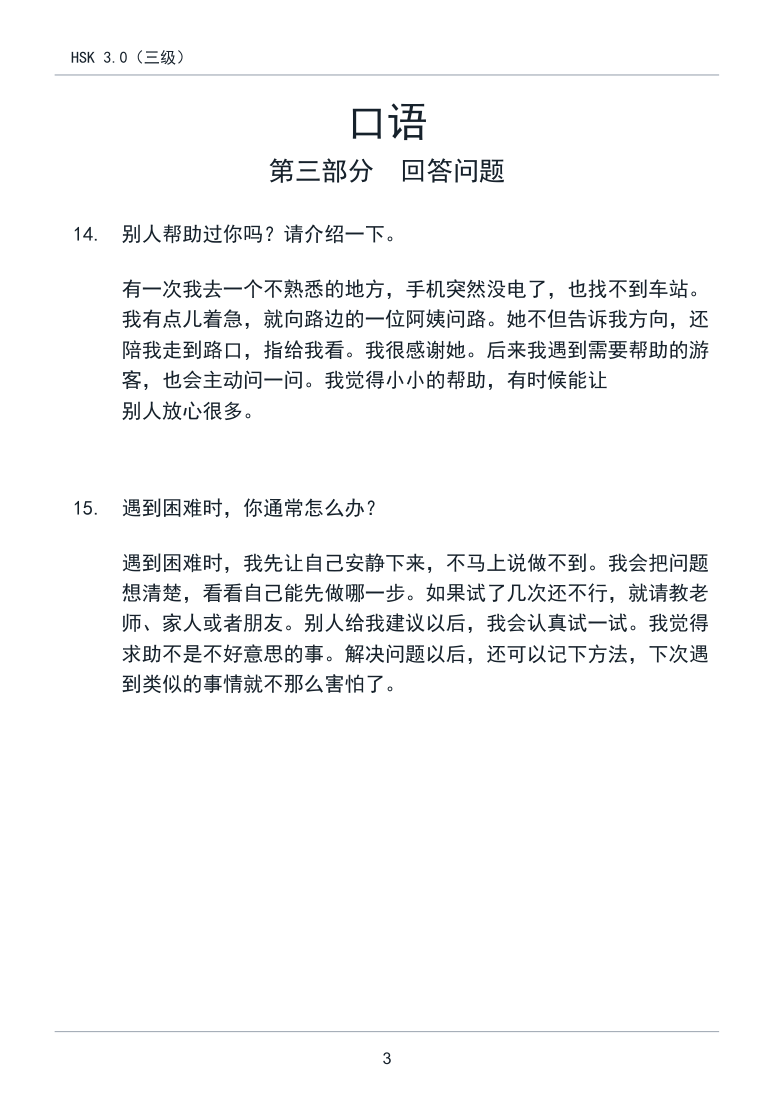 HSK 3.0（三级）
口语
第三部分　回答问题
14. 别人帮助过你吗？请介绍一下。
有一次我去一个不熟悉的地方，手机突然没电了，也找不到车站。
我有点儿着急，就向路边的一位阿姨问路。她不但告诉我方向，还
陪我走到路口，指给我看。我很感谢她。后来我遇到需要帮助的游
客，也会主动问一问。我觉得小小的帮助，有时候能让
别人放心很多。
15. 遇到困难时，你通常怎么办？
遇到困难时，我先让自己安静下来，不马上说做不到。我会把问题
想清楚，看看自己能先做哪一步。如果试了几次还不行，就请教老
师、家人或者朋友。别人给我建议以后，我会认真试一试。我觉得
求助不是不好意思的事。解决问题以后，还可以记下方法，下次遇
到类似的事情就不那么害怕了。
3